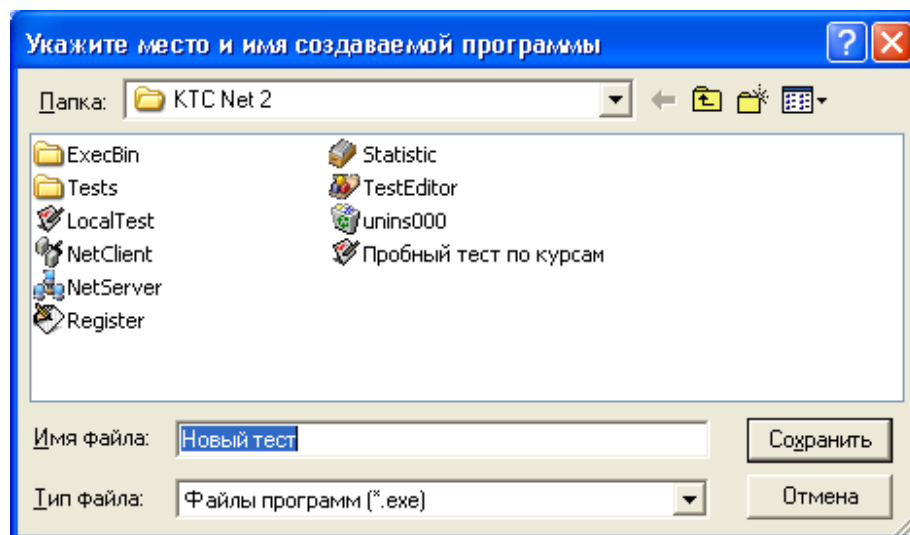 Укажите место и имя создаваемой программы
Папка: KTC Net 2
ExecBin
Tests
LocalTest
NetClient
NetServer
Register
Statistic
TestEditor
unins000
Пробный тест по курсам
Имя файла: Новый тест Сохранить
Тип файла: Файлы программ (*.exe) Отмена